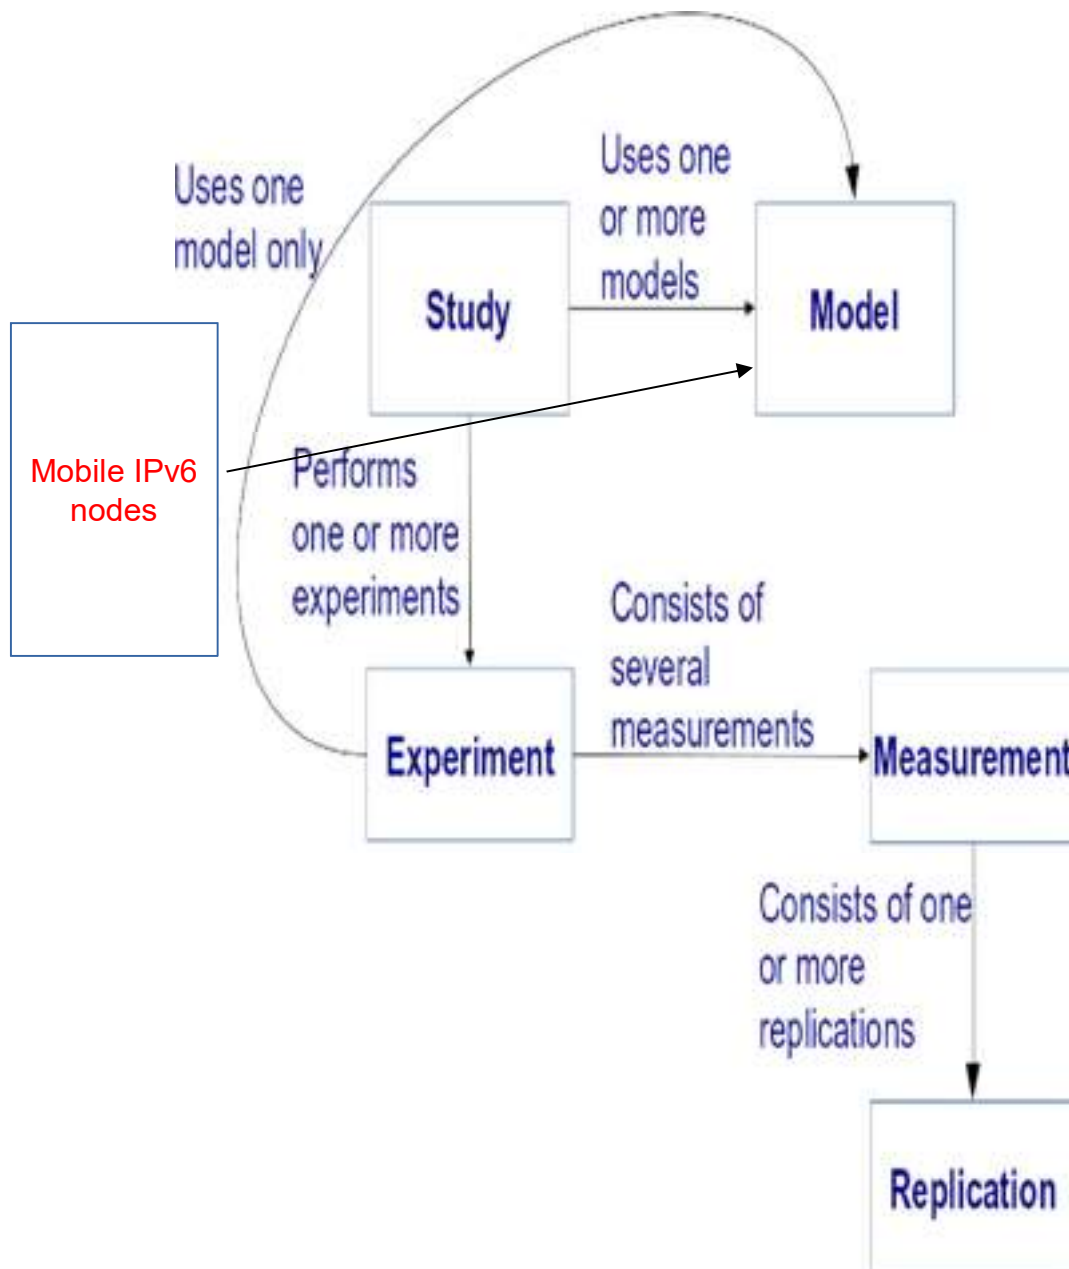 Uses one
model only
Uses one
or more
models
Study
Model
Mobile IPv6
nodes
Performs
one or more
experiments
Consists of
several
measurements
Experiment
Measurement
Consists of one
or more
replications
Replication